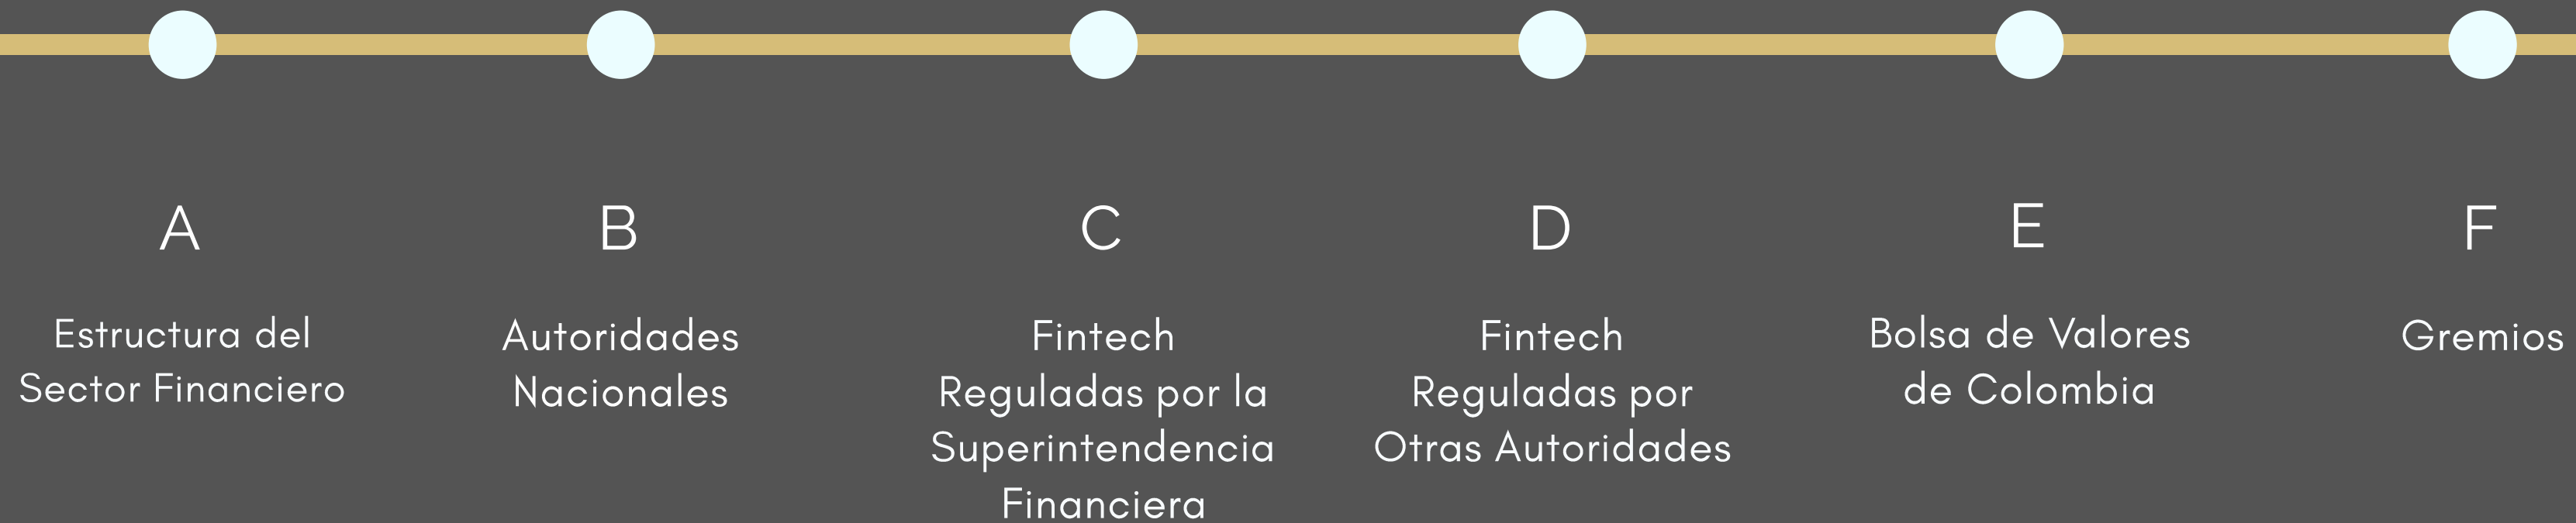 A
Estructura del
Sector Financiero
B
Autoridades
Nacionales
C
Fintech
Reguladas por la
Superintendencia
Financiera
D
Fintech
Reguladas por
Otras Autoridades
E
Bolsa de Valores
de Colombia
F
Gremios